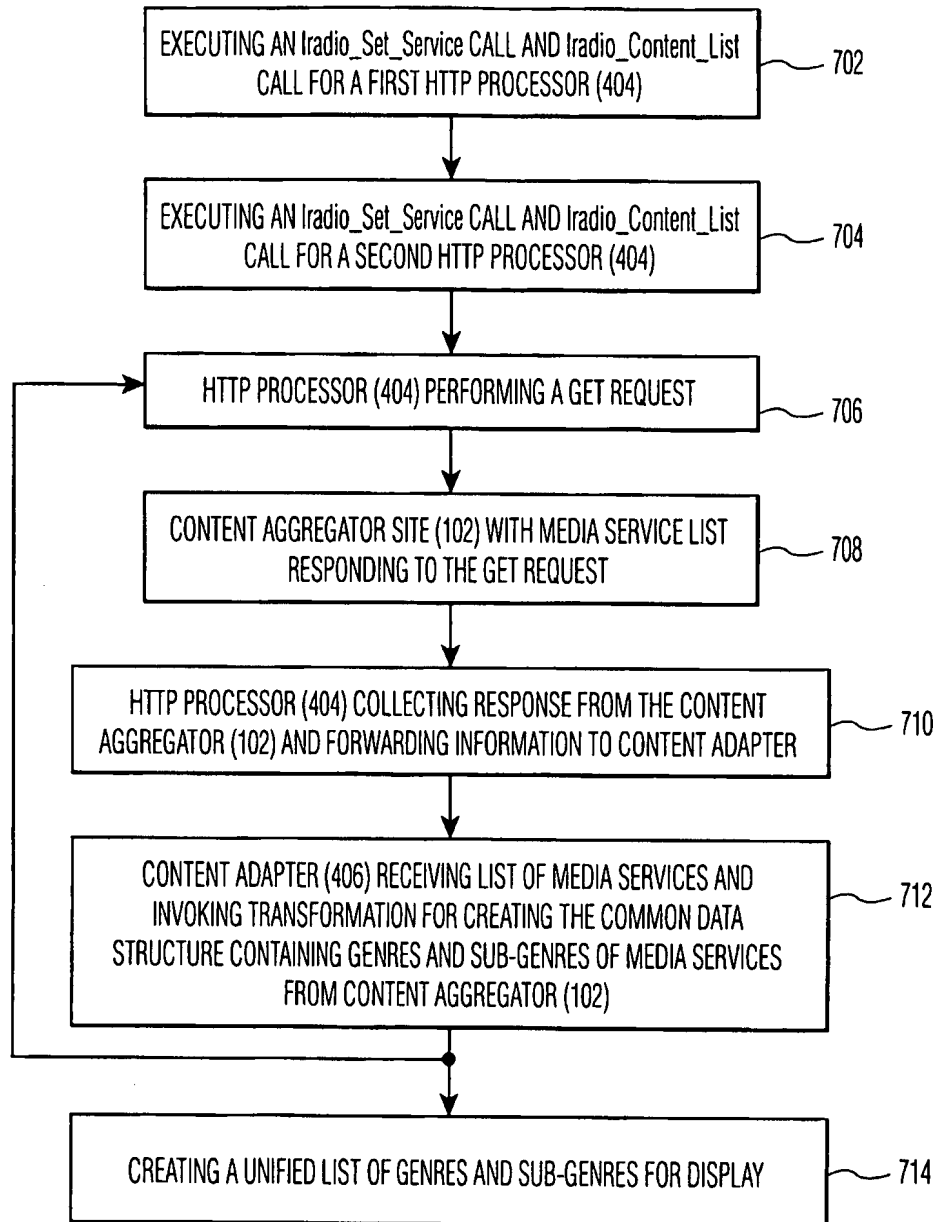 EXECUTING AN Iradio_Set_Service CALL AND Iradio_Content_List
CALL FOR A FIRST HTTP PROCESSOR (404)
702
EXECUTING AN Iradio_Set_Service CALL AND Iradio_Content_List
CALL FOR A SECOND HTTP PROCESSOR (404)
704
HTTP PROCESSOR (404) PERFORMING A GET REQUEST
706
CONTENT AGGREGATOR SITE (102) WITH MEDIA SERVICE LIST
RESPONDING TO THE GET REQUEST
708
HTTP PROCESSOR (404) COLLECTING RESPONSE FROM THE CONTENT
AGGREGATOR (102) AND FORWARDING INFORMATION TO CONTENT ADAPTER
710
CONTENT ADAPTER (406) RECEIVING LIST OF MEDIA SERVICES AND
INVOKING TRANSFORMATION FOR CREATING THE COMMON DATA
STRUCTURE CONTAINING GENRES AND SUB-GENRES OF MEDIA SERVICES
FROM CONTENT AGGREGATOR (102)
712
CREATING A UNIFIED LIST OF GENRES AND SUB-GENRES FOR DISPLAY
714